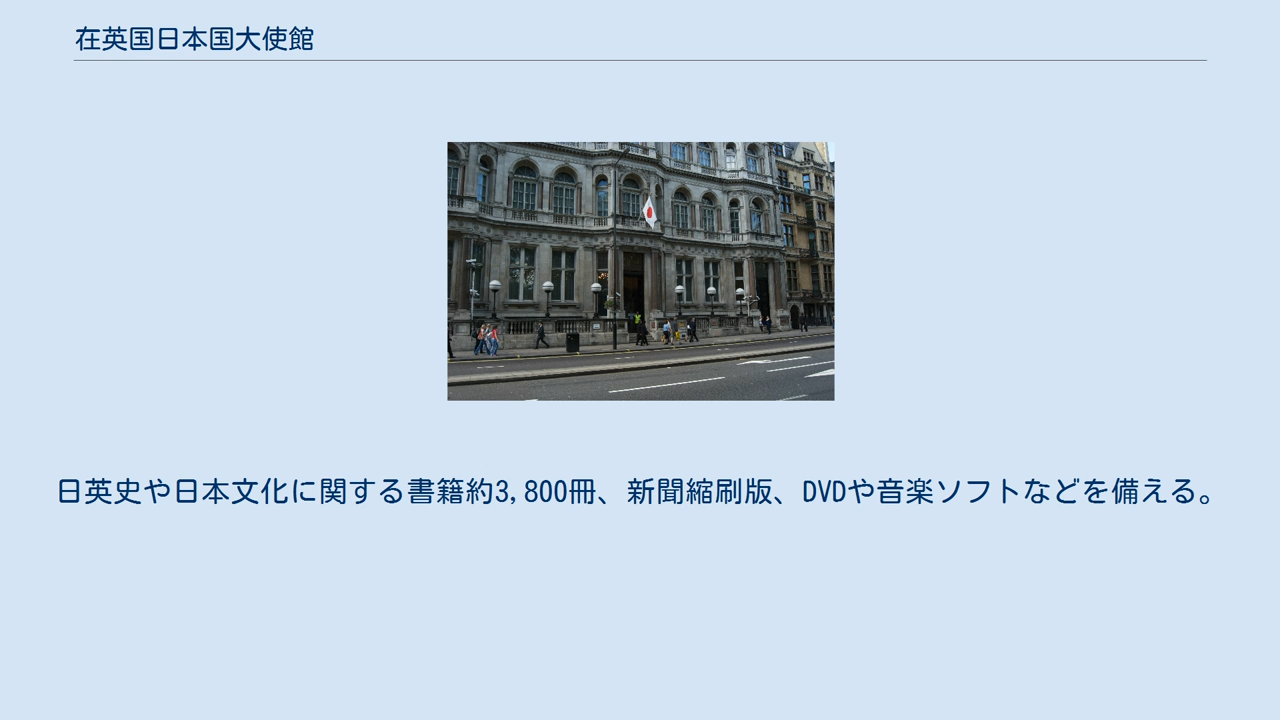 在英国日本国大使館
日英史や日本文化に関する書籍約3,800冊、新聞縮刷版、DVDや音楽ソフトなどを備える。